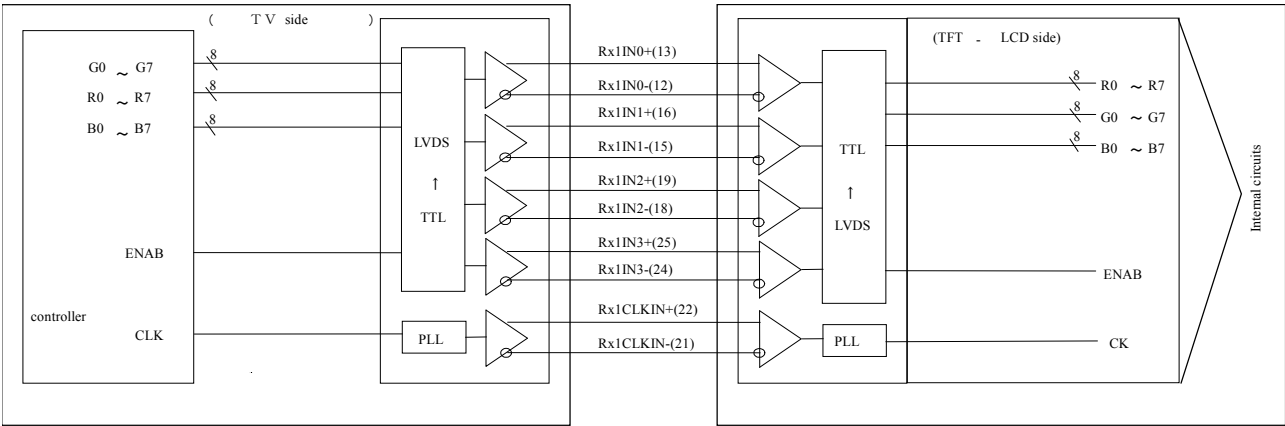 ( ＴＶ side )
G0 ～ G7
8
R0 ～ R7
8
B0 ～ B7
8
ENAB
controller
CLK
LVDS
↑
TTL
PLL
Rx1IN0+(13)
Rx1IN0-(12)
Rx1IN1+(16)
Rx1IN1-(15)
Rx1IN2+(19)
Rx1IN2-(18)
Rx1IN3+(25)
Rx1IN3-(24)
Rx1CLKIN+(22)
Rx1CLKIN-(21)
TTL
↑
LVDS
PLL
(TFT - LCD side)
8
R0 ～ R7
8
G0 ～ G7
8
B0 ～ B7
ENAB
CK
Internal circuits